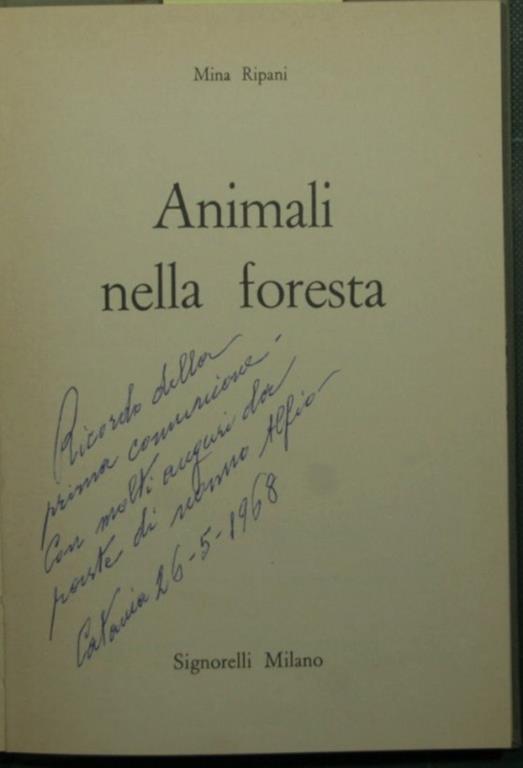 Mina Ripani
Animali
nella foresta
Ricordo della
prima comunione -
Con molti auguri da
parte di nonno Alfio -
Catania 26-5-1968
Signorelli Milano